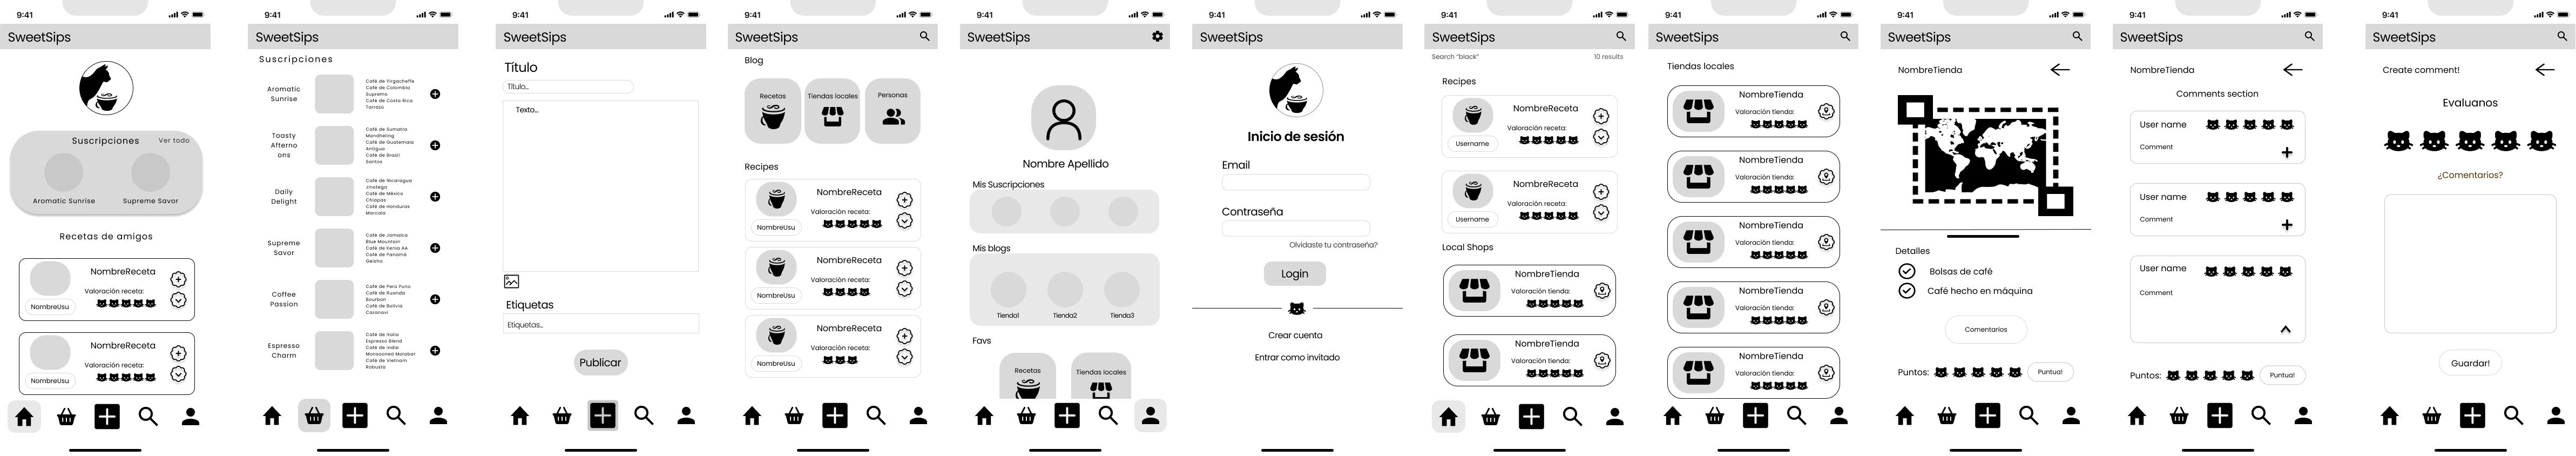 9:41
SweetSips
Suscripciones
Ver todo
Aromatic Sunrise
Supreme Savor
Recetas de amigos
NombreReceta
Valoración receta:
NombreUsu
NombreReceta
Valoración receta:
NombreUsu
9:41
SweetSips
Suscripciones
Aromatic
Sunrise
Café de Yirgacheffe
Café de Colombia
Supremo
Café de Costa Rica
Tarrazú
Toasty
Afterno
ons
Café de Sumatra
Mandheling
Café de Guatemala
Antigua
Café de Brasil
Santos
Daily
Delight
Café de Nicaragua
Jinotega
Café de México
Chiapas
Café de Honduras
Marcala
Supreme
Savor
Café de Jamaica
Blue Mountain
Café de Kenia AA
Café de Panamá
Geisha
Coffee
Passion
Café de Perú Puno
Café de Ruanda
Bourbon
Café de Bolivia
Caranavi
Espresso
Charm
Café de Italia
Espresso Blend
Café de India
Monsooned Malabar
Café de Vietnam
Robusta
9:41
SweetSips
Título
Título...
Texto...
Etiquetas
Etiquetas...
Publicar
9:41
SweetSips
Blog
Recetas
Tiendas locales
Personas
Recipes
NombreReceta
Valoración receta:
NombreUsu
NombreReceta
Valoración receta:
NombreUsu
NombreReceta
Valoración receta:
NombreUsu
9:41
SweetSips
Nombre Apellido
Mis Suscripciones
Mis blogs
Tienda1
Tienda2
Tienda3
Favs
Recetas
Tiendas locales
9:41
SweetSips
Inicio de sesión
Email
Contraseña
Olvidaste tu contraseña?
Login
Crear cuenta
Entrar como invitado
9:41
SweetSips
Search "black"
10 results
Recipes
NombreReceta
Valoración receta:
Username
NombreReceta
Valoración receta:
Username
Local Shops
NombreTienda
Valoración tienda:
NombreTienda
Valoración tienda:
9:41
SweetSips
Tiendas locales
NombreTienda
Valoración tienda:
NombreTienda
Valoración tienda:
NombreTienda
Valoración tienda:
NombreTienda
Valoración tienda:
NombreTienda
Valoración tienda:
9:41
SweetSips
NombreTienda
Detalles
Bolsas de café
Café hecho en máquina
Comentarios
Puntos:
Puntua!
9:41
SweetSips
NombreTienda
Comments section
User name
Comment
User name
Comment
User name
Comment
Puntos:
Puntua!
9:41
SweetSips
Create comment!
Evaluanos
¿Comentarios?
Guardar!